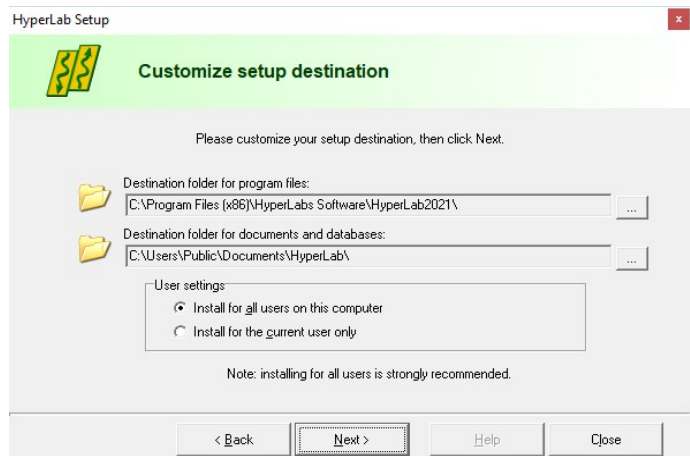 HyperLab Setup
x
Customize setup destination
Please customize your setup destination, then click Next.
Destination folder for program files:
C:\Program Files (x86)\HyperLabs Software\HyperLab2021\
...
Destination folder for documents and databases:
C:\Users\Public\Documents\HyperLab\
...
User settings
Install for all users on this computer
Install for the current user only
Note: installing for all users is strongly recommended.
< Back Next > Help Close